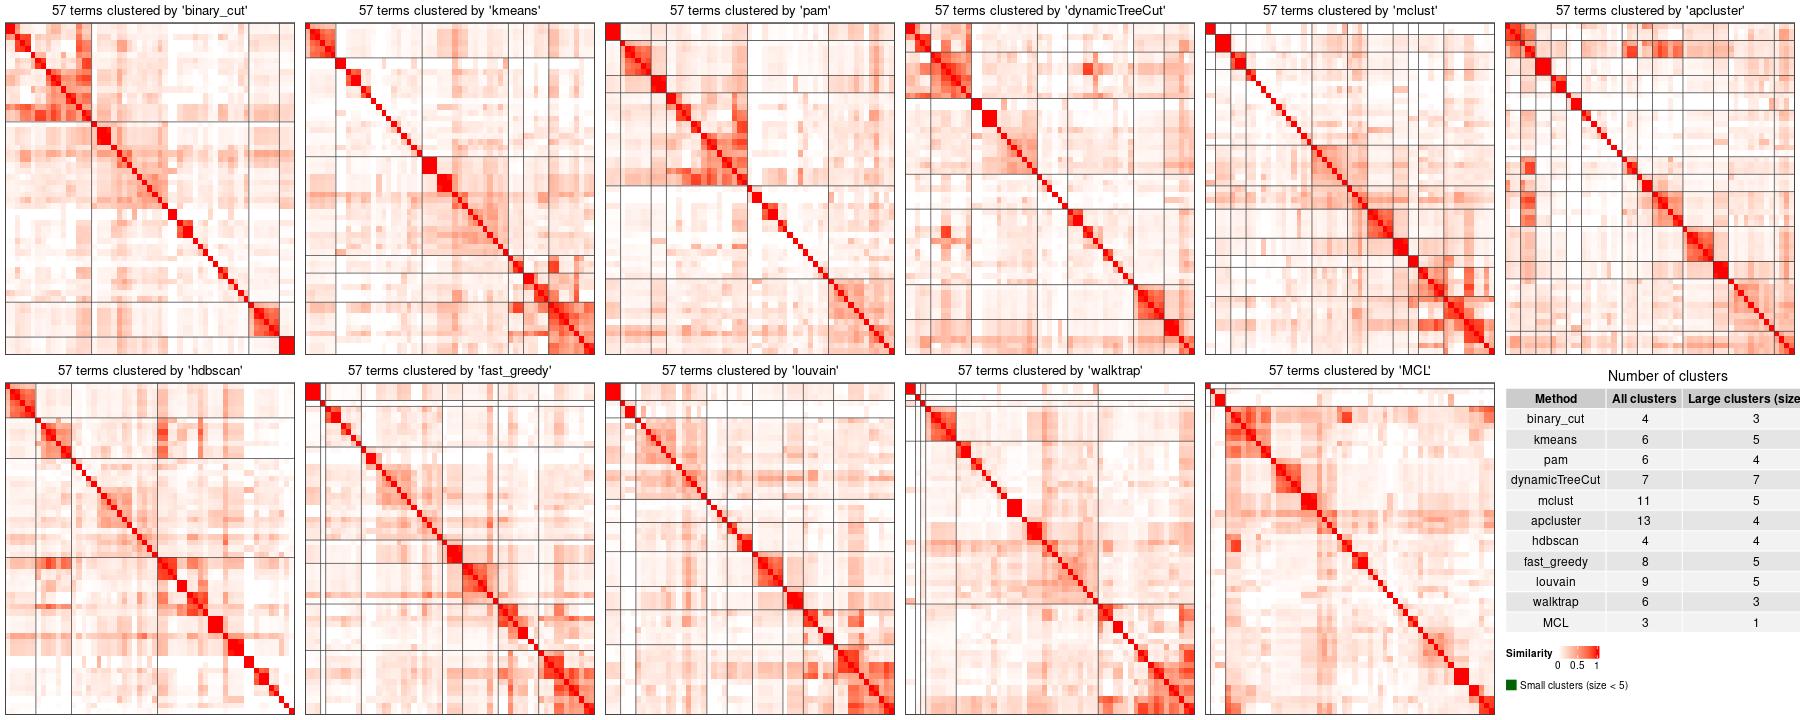 57 terms clustered by 'binary_cut'
57 terms clustered by 'kmeans'
57 terms clustered by 'pam'
57 terms clustered by 'dynamicTreeCut'
57 terms clustered by 'mclust'
57 terms clustered by 'apcluster'
57 terms clustered by 'hdbscan'
57 terms clustered by 'fast_greedy'
57 terms clustered by 'louvain'
57 terms clustered by 'walktrap'
57 terms clustered by 'MCL'
Number of clusters
Method All clusters Large clusters (size
binary_cut 4 3
kmeans 6 5
pam 6 4
dynamicTreeCut 7 7
mclust 11 5
apcluster 13 4
hdbscan 4 4
fast_greedy 8 5
louvain 9 5
walktrap 6 3
MCL 3 1
Similarity
0 0.5 1
Small clusters (size < 5)